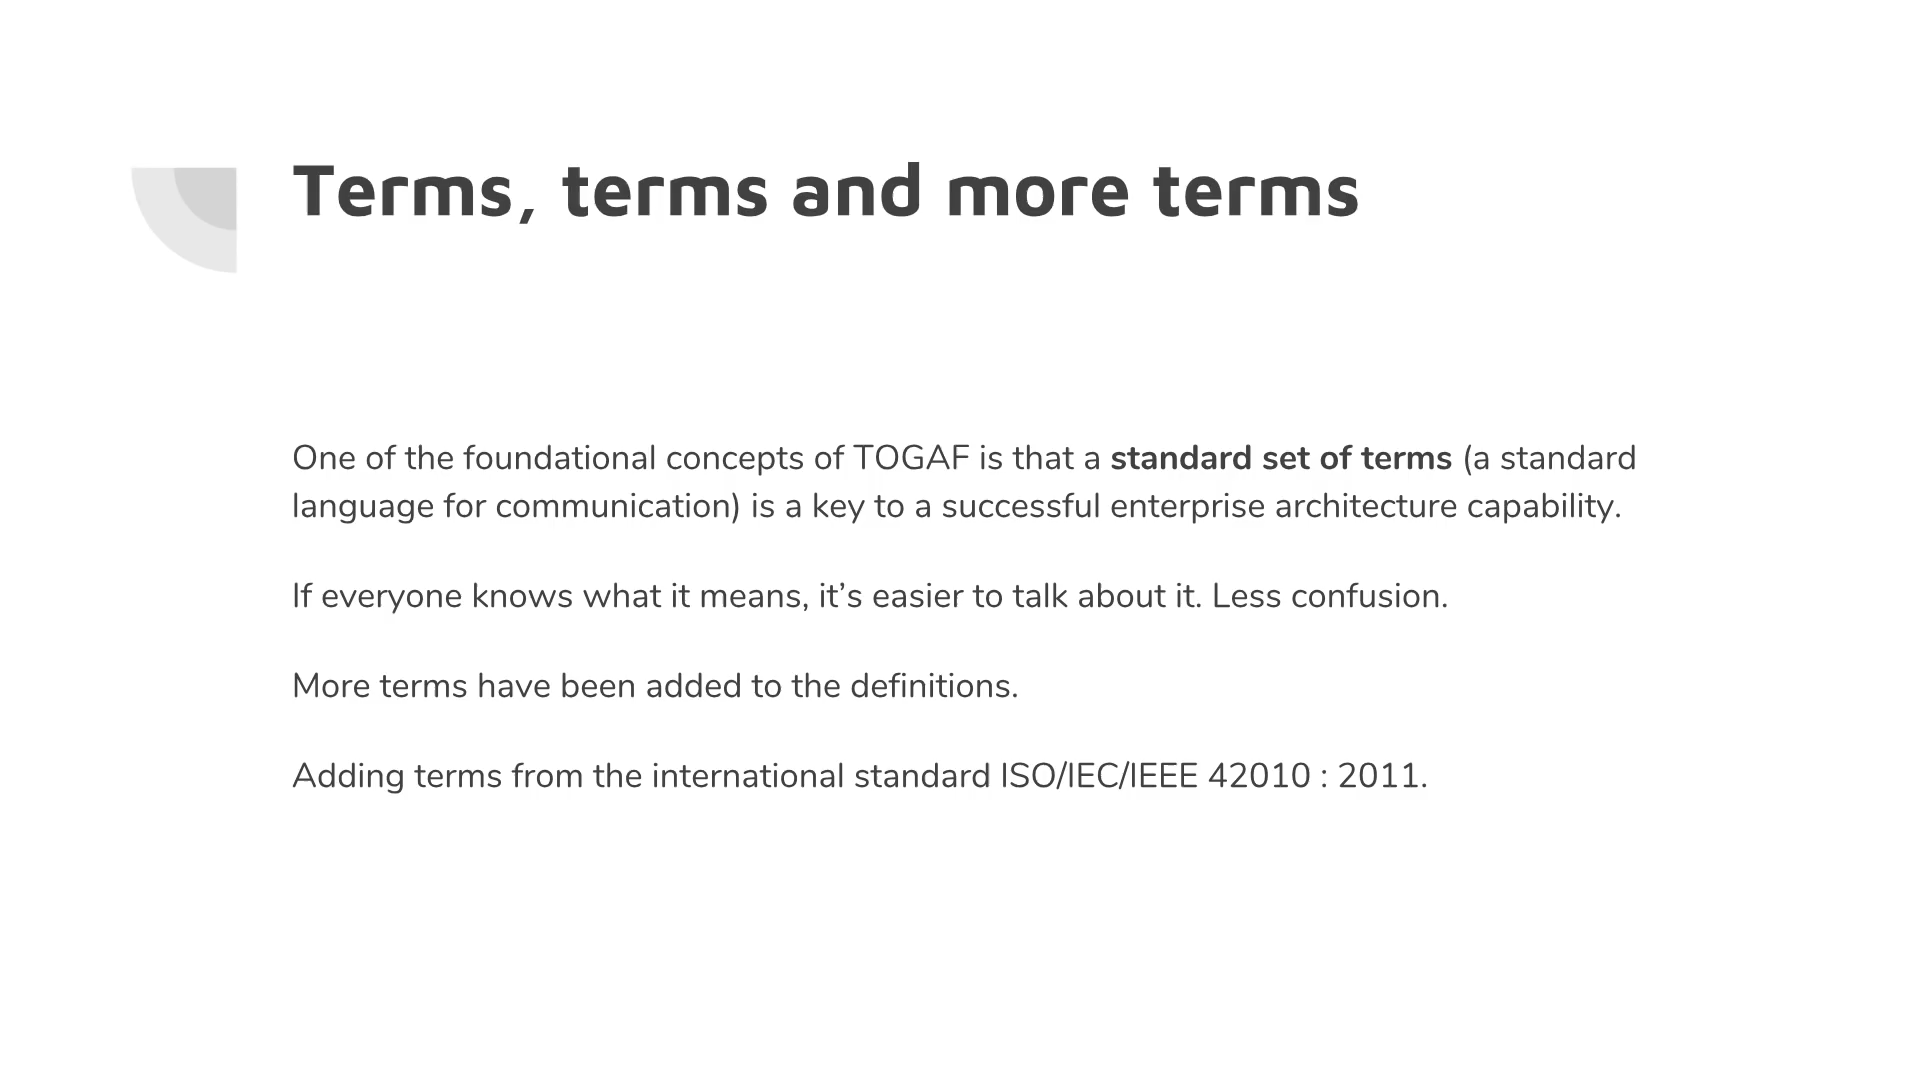 Terms, terms and more terms
One of the foundational concepts of TOGAF is that a standard set of terms (a standard
language for communication) is a key to a successful enterprise architecture capability.
If everyone knows what it means, it’s easier to talk about it. Less confusion.
More terms have been added to the definitions.
Adding terms from the international standard ISO/IEC/IEEE 42010 : 2011.